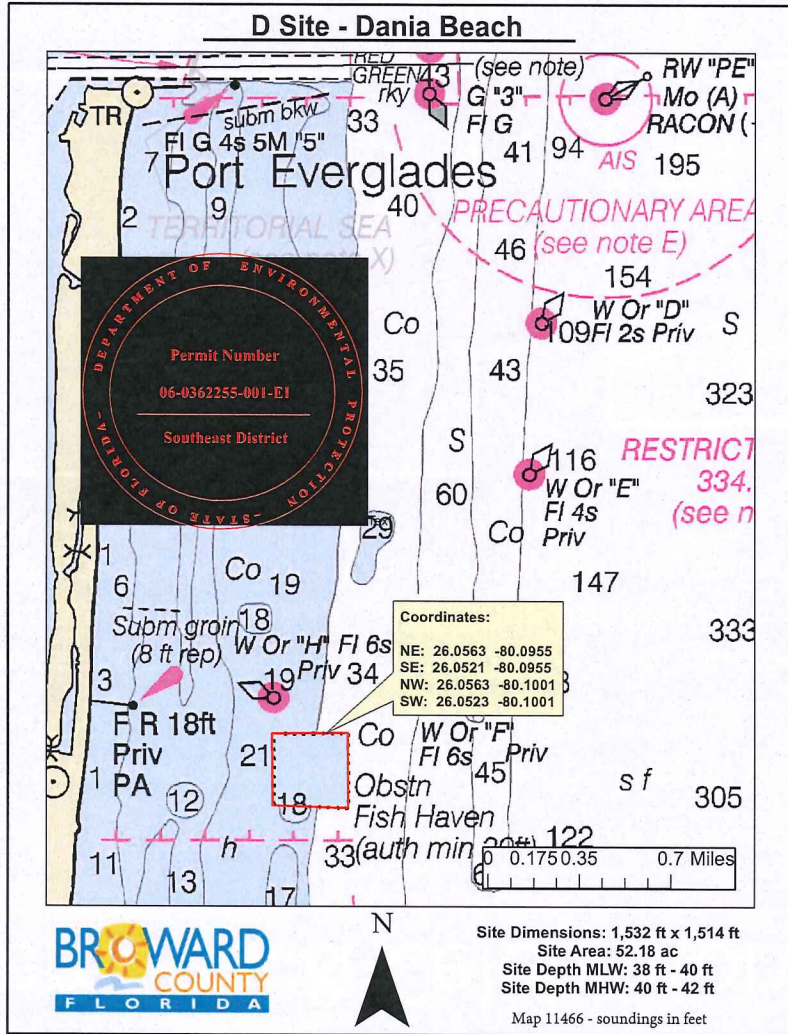 D Site - Dania Beach
RED
GREEN
43
(see note)
RW "PE"
Mo (A)
RACON (-
rky
G "3"
Fl G
TR
subm bkw
33
Fl G 4s 5M "5"
41
94
AIS
195
7
Port Everglades
2
9
40
TERRITORIAL SEA
PRECAUTIONARY AREA
(see note E)
X)
46
154
DEPARTMENT OF ENVIRONMENTAL PROTECTION
-STATE OF FLORIDA-
Permit Number
06-0362255-001-EI
Southeast District
Co
W Or "D"
109
Fl 2s Priv
S
35
43
323
S
116
RESTRICT
334.
(see n
60
W Or "E"
Fl 4s
Priv
29
Co
1
6
Co
19
147
Subm groin
(8 ft rep)
18
W Or "H" Fl 6s
Priv
34
19
333
Coordinates:
NE: 26.0563 -80.0955
SE: 26.0521 -80.0955
NW: 26.0563 -80.1001
SW: 26.0523 -80.1001
3
F R 18ft
Priv
PA
21
Co
W Or "F"
Fl 6s
Priv
1
12
18
45
s f
305
Obstn
Fish Haven
(auth min
122
h
33
11
13
17
0 0.175 0.35 0.7 Miles
BROWARD
COUNTY
FLORIDA
N
Site Dimensions: 1,532 ft x 1,514 ft
Site Area: 52.18 ac
Site Depth MLW: 38 ft - 40 ft
Site Depth MHW: 40 ft - 42 ft
Map 11466 - soundings in feet